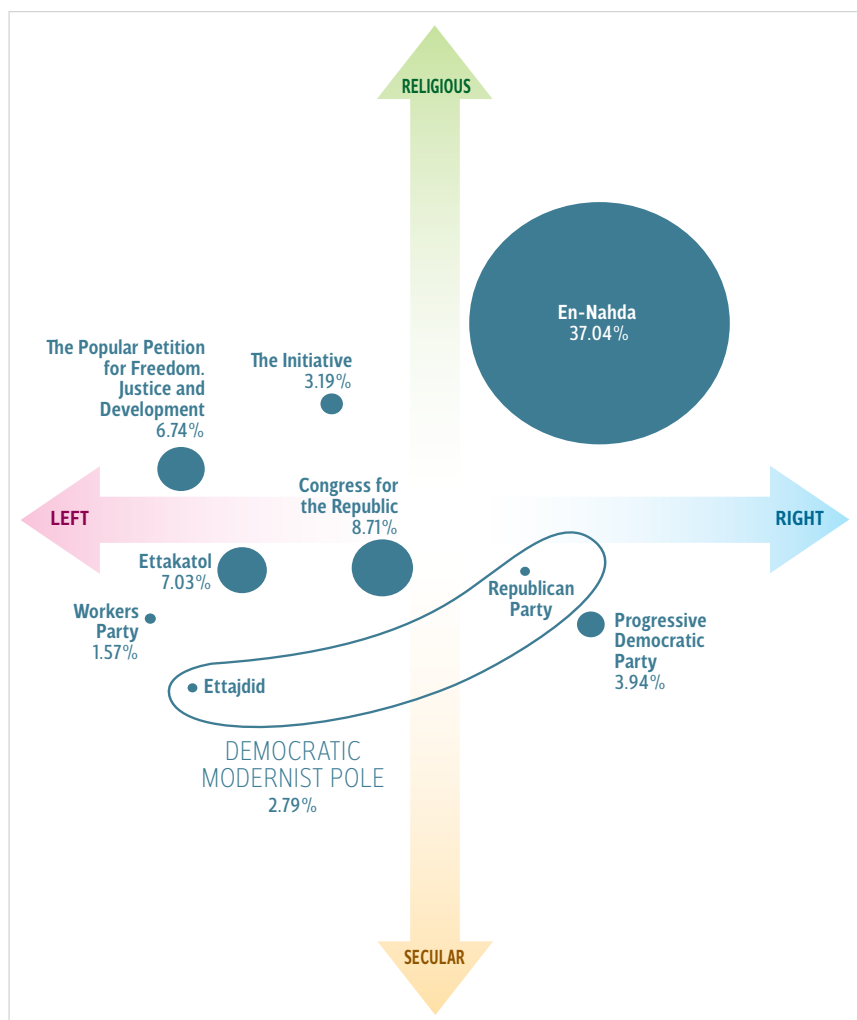 RELIGIOUS
En-Nahda
37.04%
The Popular Petition
for Freedom.
Justice and
Development
6.74%
The Initiative
3.19%
Congress for
the Republic
8.71%
LEFT
RIGHT
Ettakatol
7.03%
Republican
Party
Workers
Party
1.57%
Progressive
Democratic
Party
3.94%
Ettajdid
DEMOCRATIC
MODERNIST POLE
2.79%
SECULAR